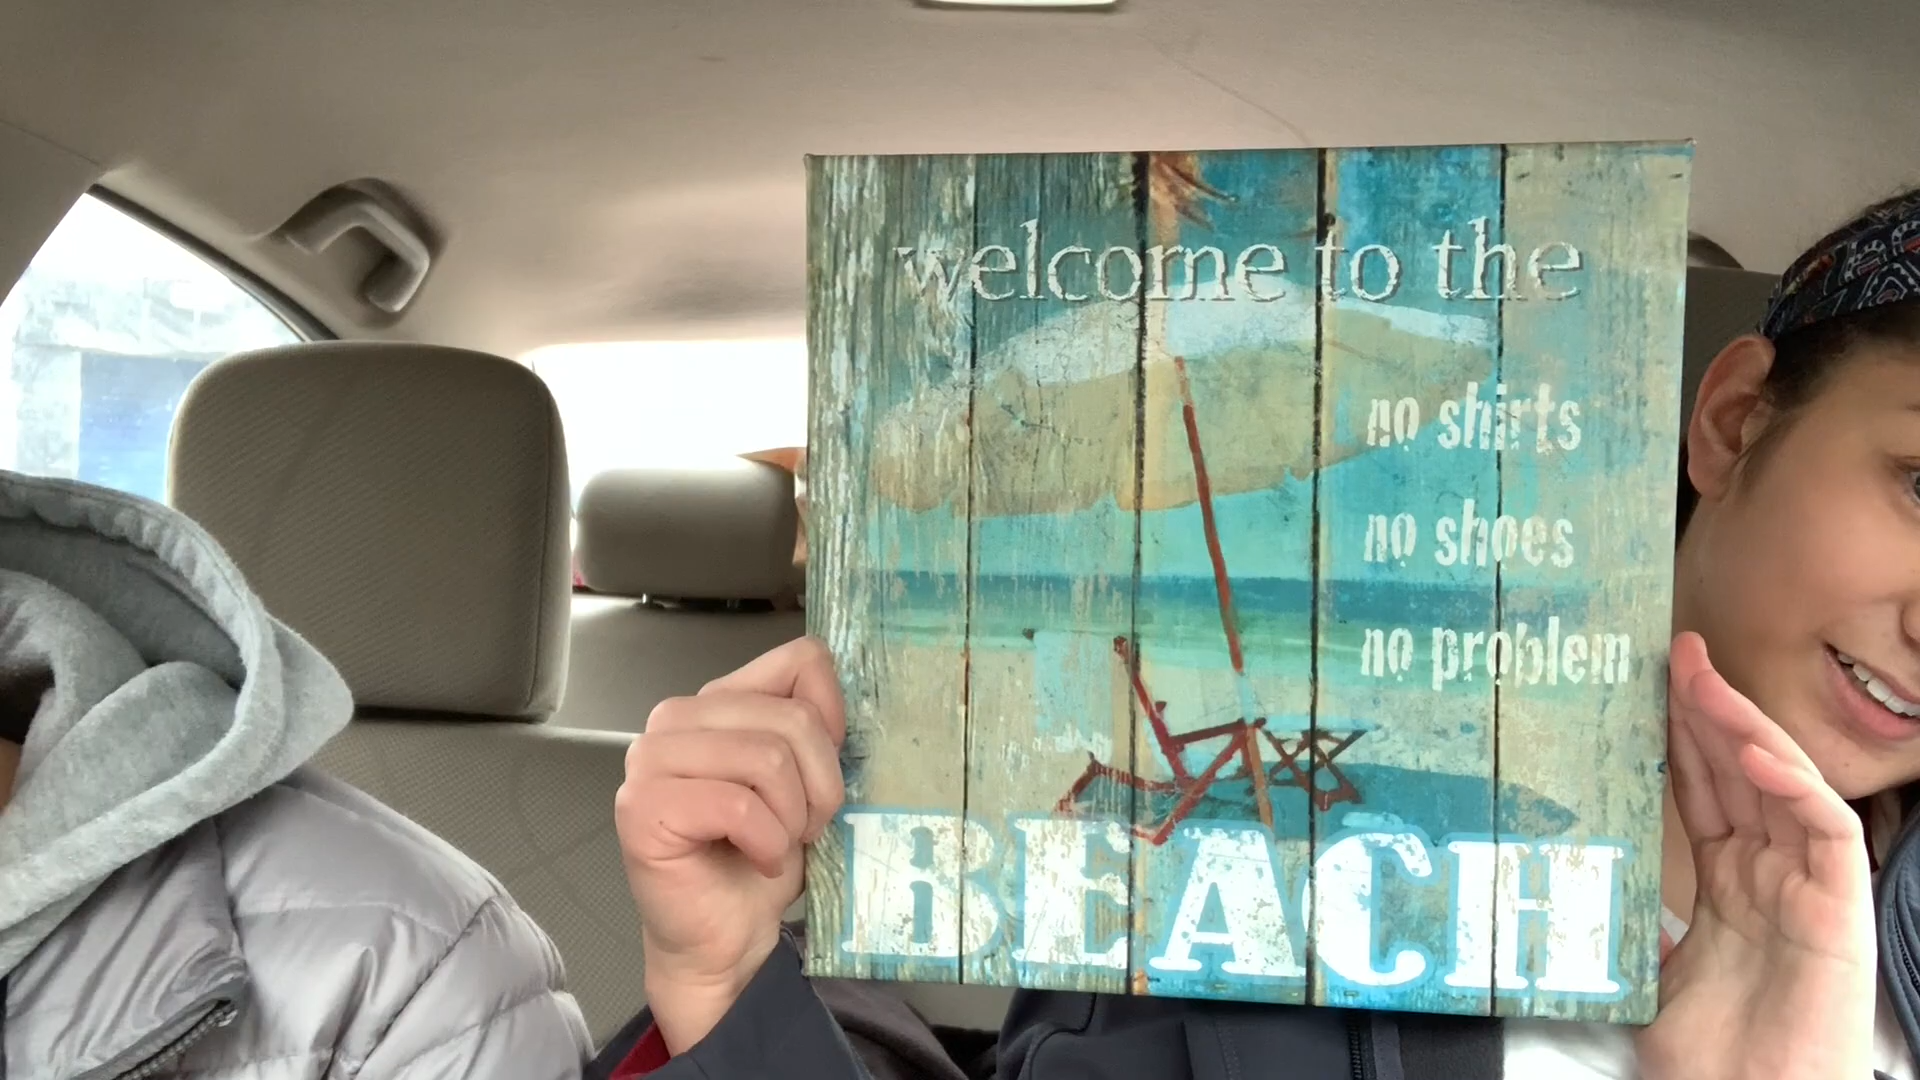 welcome to the
no shirts
no shoes
no problem
BEACH